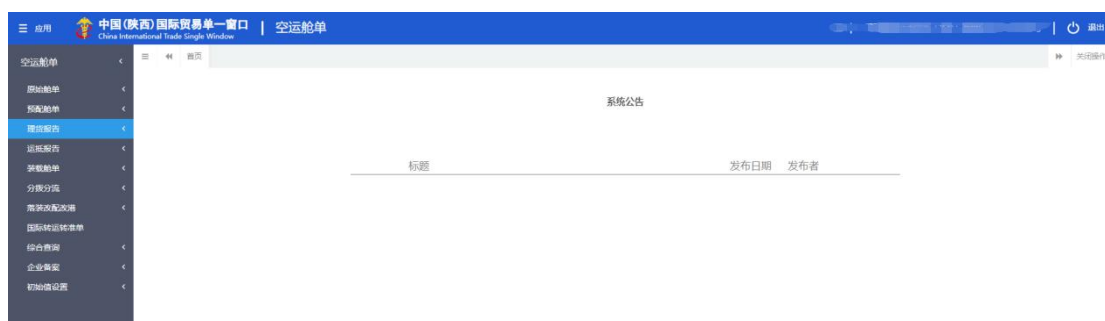 应用
中国(陕西)国际贸易单一窗口 | 空运舱单
China International Trade Single Window
退出
空运舱单
首页
关闭操作
原始舱单
预配舱单
理货报告
运抵报告
装载舱单
分拨分流
落装改配改港
国际转运转准单
综合查询
企业备案
初始值设置
系统公告
标题 发布日期 发布者